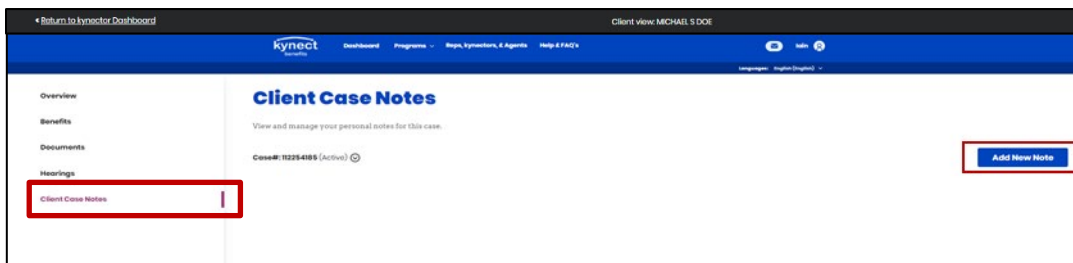 Return to kynector Dashboard
Client view: MICHAEL S DOE
kynect
benefits
Dashboard
Programs
Reps, kynectors, & Agents
Help & FAQ's
Languages: English (English)
Overview
Benefits
Documents
Hearings
Client Case Notes
Client Case Notes
View and manage your personal notes for this case.
Case#: 112254185 (Active)
Add New Note